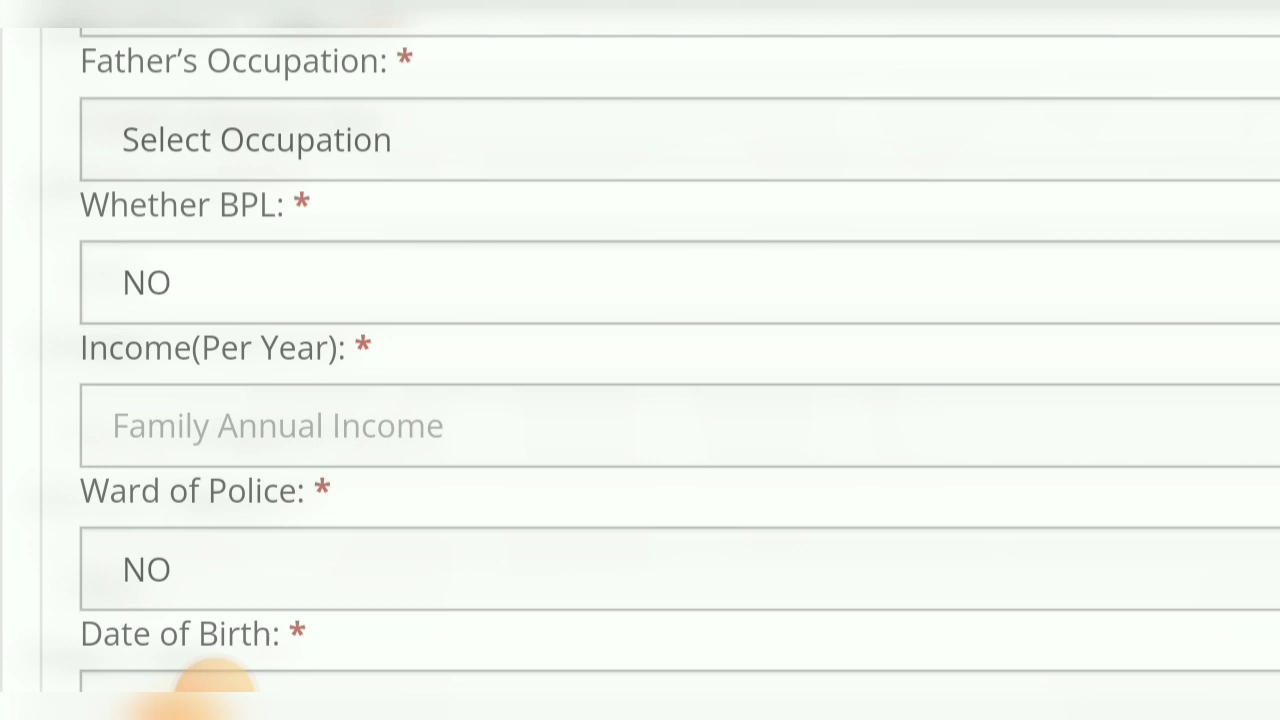 Father’s Occupation: *
Select Occupation
Whether BPL: *
NO
Income(Per Year): *
Family Annual Income
Ward of Police: *
NO
Date of Birth: *